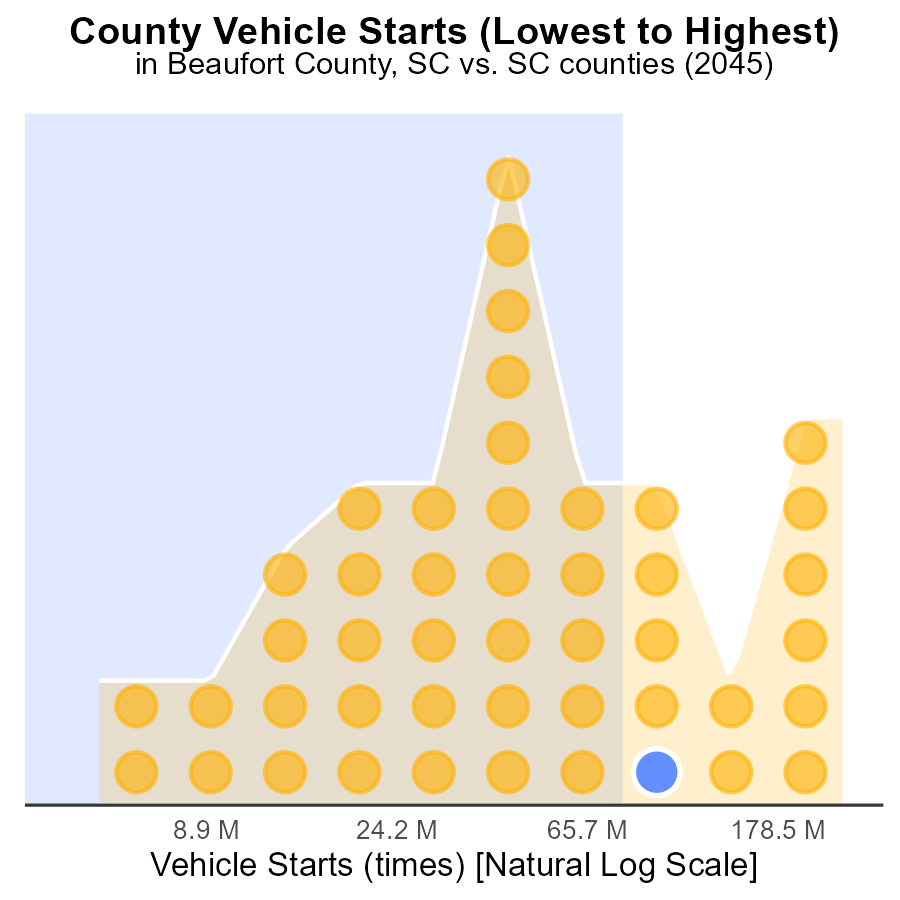 County Vehicle Starts (Lowest to Highest)
in Beaufort County, SC vs. SC counties (2045)
8.9 M 24.2 M 65.7 M 178.5 M
Vehicle Starts (times) [Natural Log Scale]